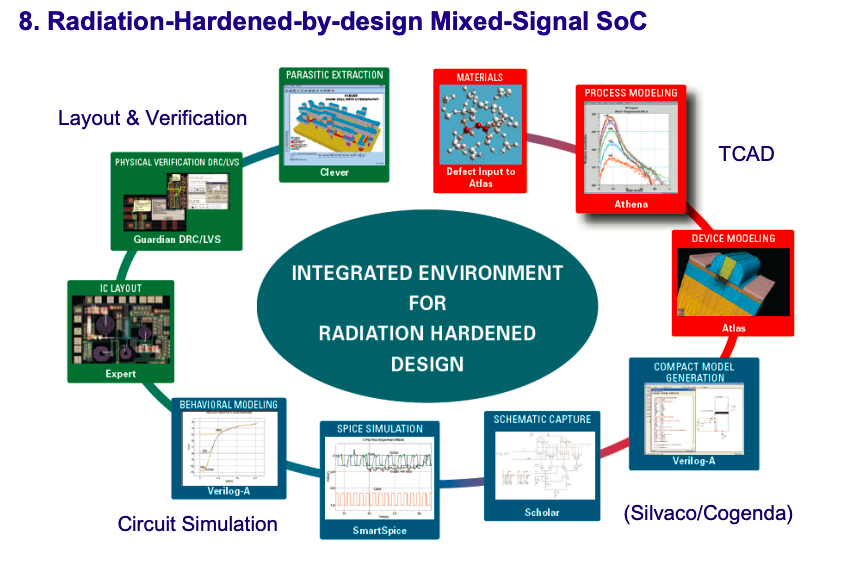 8. Radiation-Hardened-by-design Mixed-Signal SoC
PARASITIC EXTRACTION
Clever
MATERIALS
Defect Input to
Atlas
PROCESS MODELING
Athena
Layout & Verification
TCAD
PHYSICAL VERIFICATION DRC/LVS
Guardian DRC/LVS
DEVICE MODELING
Atlas
INTEGRATED ENVIRONMENT
FOR
RADIATION HARDENED
DESIGN
IC LAYOUT
Expert
COMPACT MODEL
GENERATION
Verilog-A
BEHAVIORAL MODELING
Verilog-A
SPICE SIMULATION
SmartSpice
SCHEMATIC CAPTURE
Scholar
Circuit Simulation
(Silvaco/Cogenda)